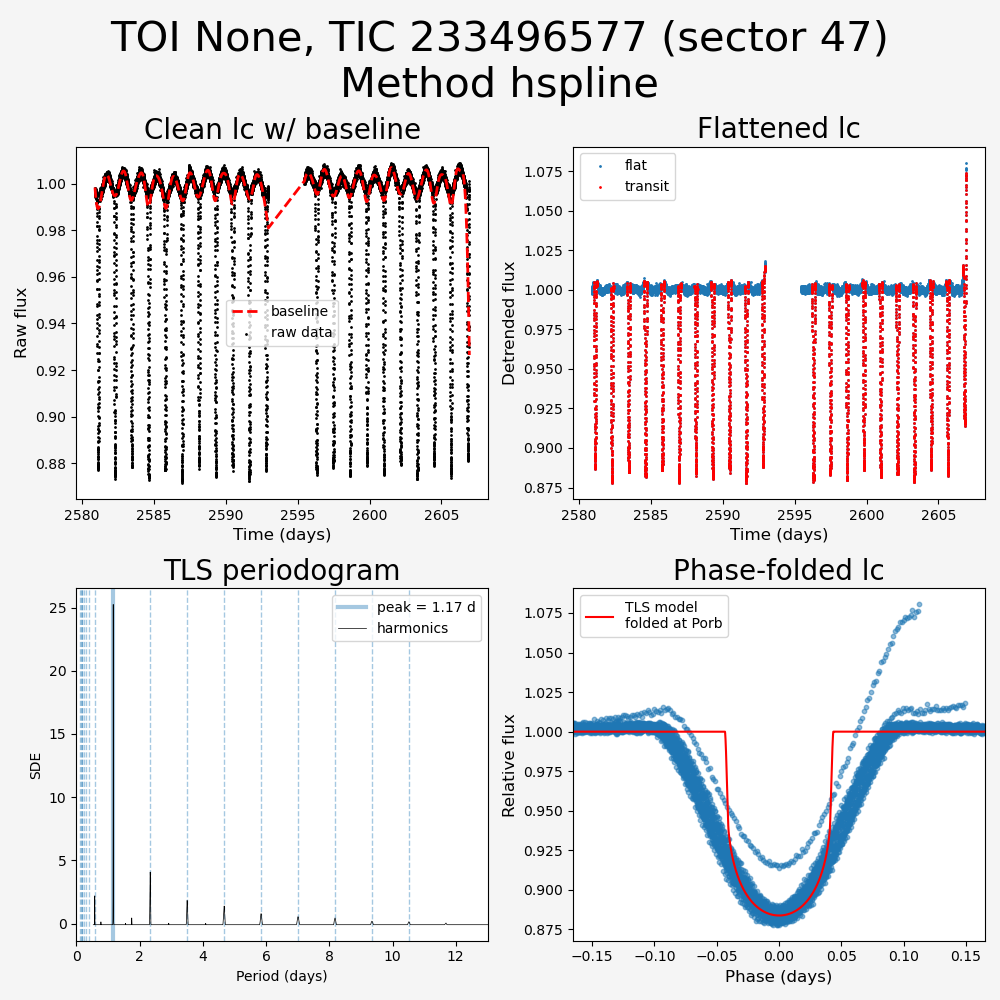 TOI None, TIC 233496577 (sector 47)
Method hspline
Clean lc w/ baseline
Raw flux
1.00
0.98
0.96
0.94
0.92
0.90
0.88
baseline
raw data
2580
2585
2590
2595
2600
2605
Time (days)
Flattened lc
Detrended flux
1.075
1.050
1.025
1.000
0.975
0.950
0.925
0.900
0.875
flat
transit
2580
2585
2590
2595
2600
2605
Time (days)
TLS periodogram
SDE
25
20
15
10
5
0
peak = 1.17 d
harmonics
0
2
4
6
8
10
12
Period (days)
Phase-folded lc
Relative flux
1.075
1.050
1.025
1.000
0.975
0.950
0.925
0.900
0.875
TLS model
folded at Porb
−0.15
−0.10
−0.05
0.00
0.05
0.10
0.15
Phase (days)